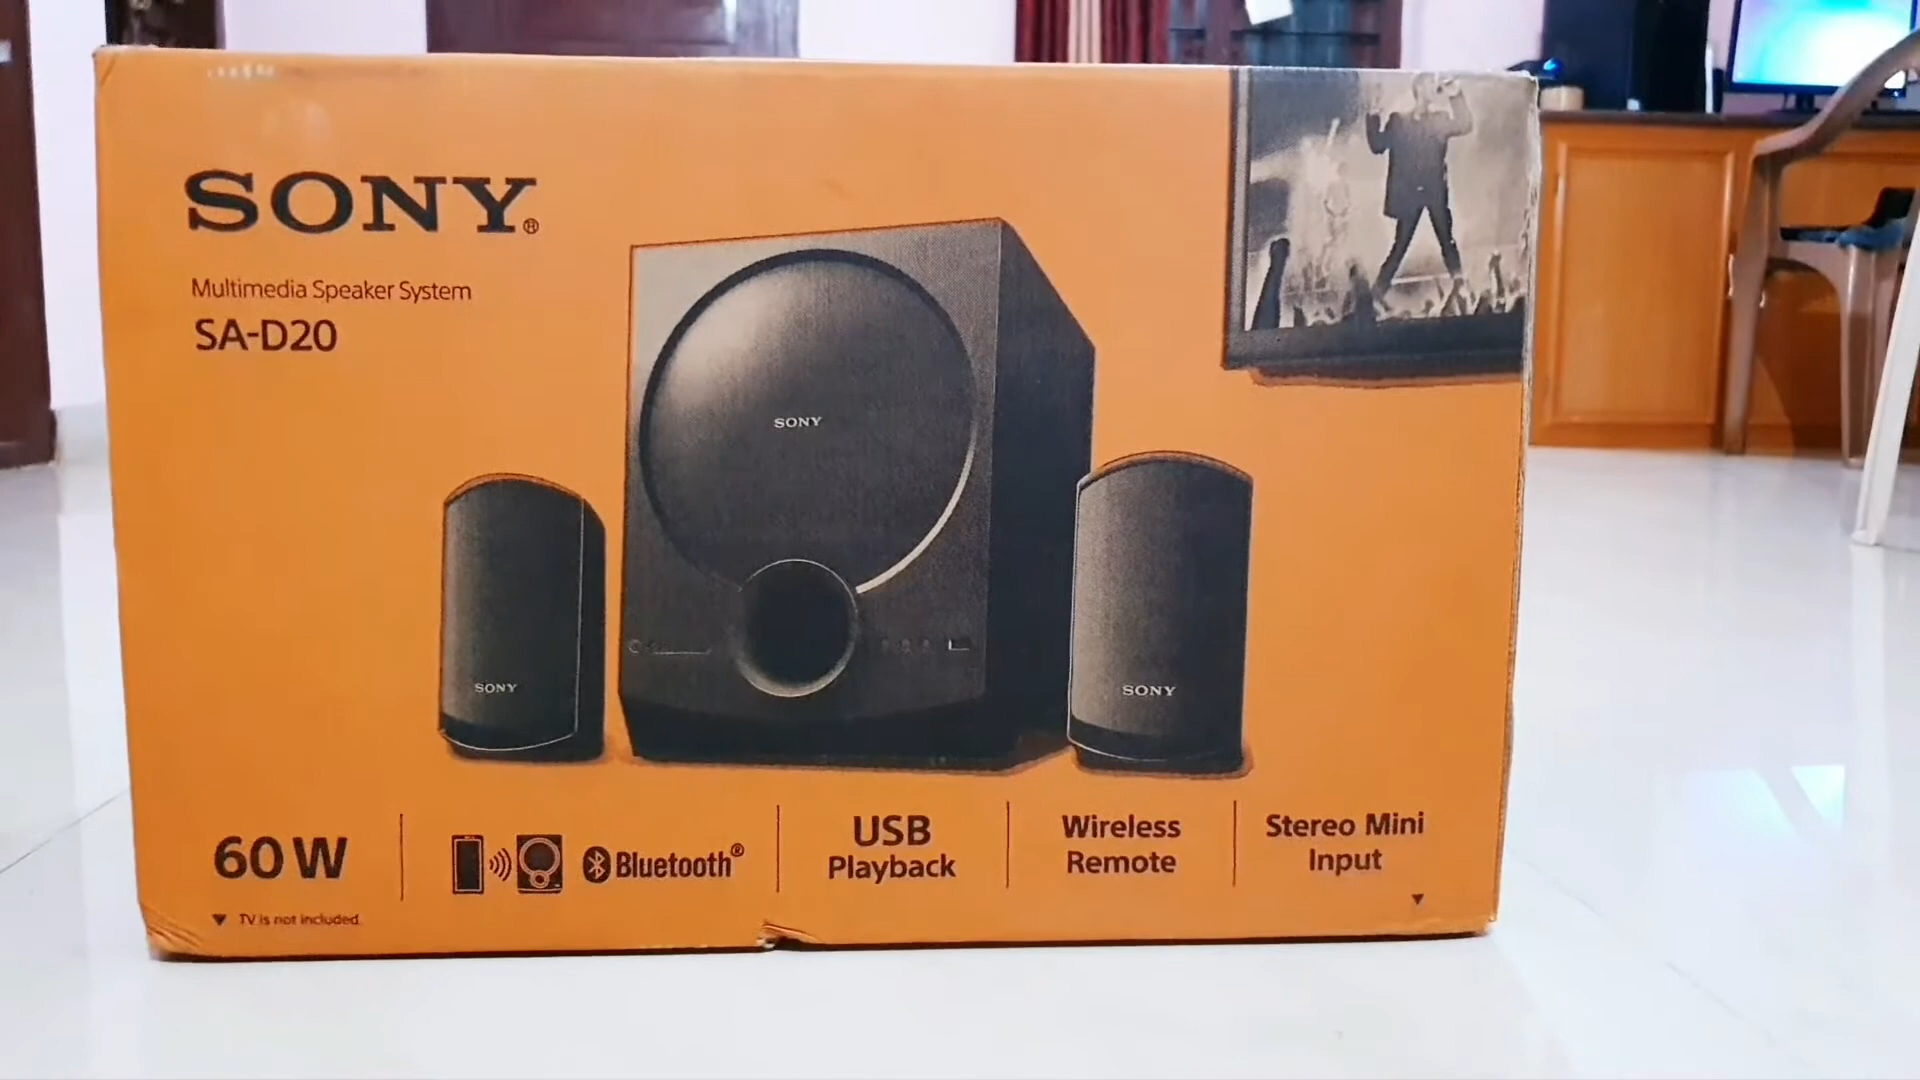 SONY®
Multimedia Speaker System
SA-D20
SONY
SONY
SONY
60W
Bluetooth®
USB
Playback
Wireless
Remote
Stereo Mini
Input
▼ TV is not included.
▼